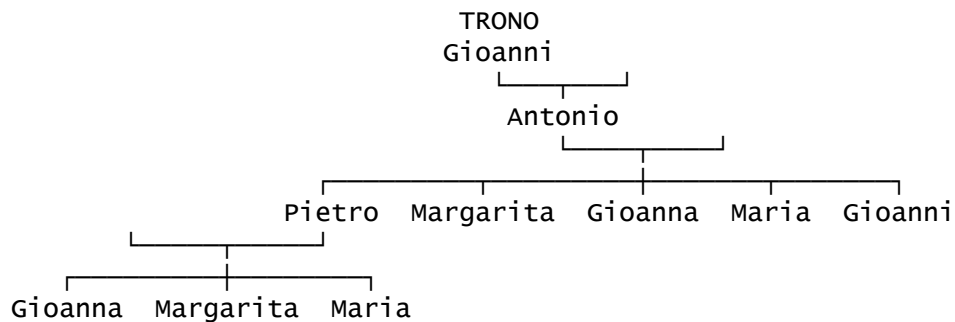 TRONO
Gioanni
Antonio
Pietro Margarita Gioanna Maria Gioanni
Gioanna Margarita Maria